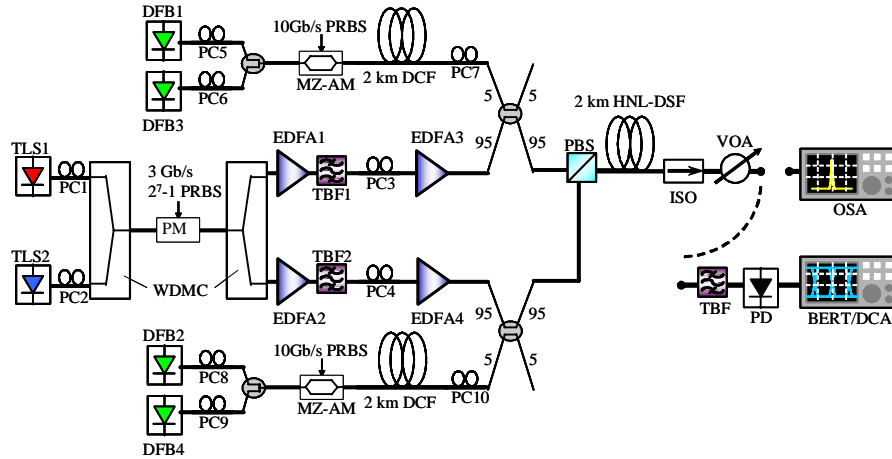 DFB1
PC5
PC6
DFB3
10Gb/s PRBS
MZ-AM
2 km DCF
PC7
5
5
95
95
2 km HNL-DSF
PBS
VOA
ISO
OSA
TLS1
PC1
3 Gb/s
2⁷-1 PRBS
PM
TLS2
PC2
WDMC
EDFA1
TBF1
PC3
EDFA3
EDFA2
TBF2
PC4
EDFA4
95
95
5
5
TBF
PD
BERT/DCA
DFB2
PC8
PC9
DFB4
10Gb/s PRBS
MZ-AM
2 km DCF
PC10